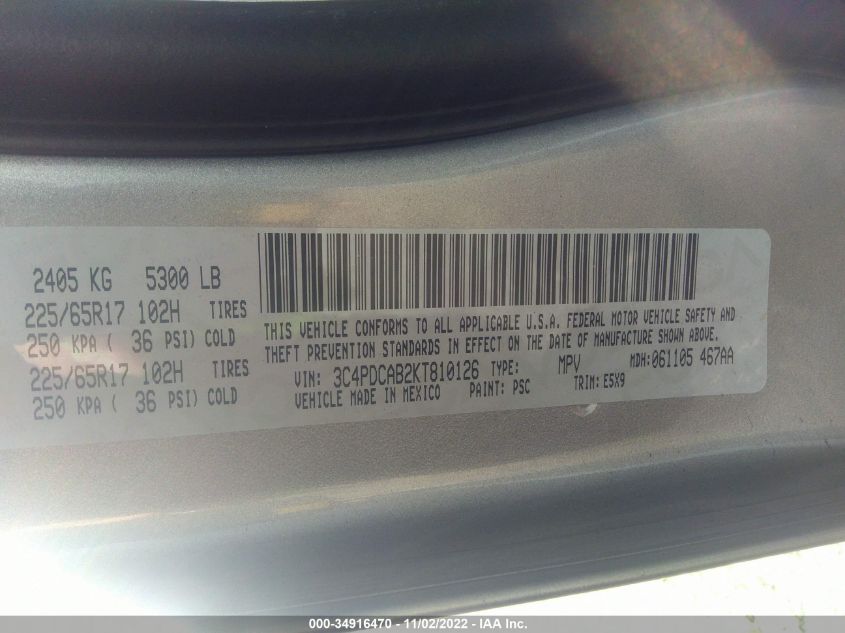 2405 KG 5300 LB
225/65R17 102H TIRES
250 KPA ( 36 PSI) COLD
225/65R17 102H TIRES
250 KPA ( 36 PSI) COLD
THIS VEHICLE CONFORMS TO ALL APPLICABLE U.S.A. FEDERAL MOTOR VEHICLE SAFETY AND
THEFT PREVENTION STANDARDS IN EFFECT ON THE DATE OF MANUFACTURE SHOWN ABOVE.
VIN: 3C4PDCAB2KT810126 TYPE: MPV MDH: 061105 467AA
VEHICLE MADE IN MEXICO PAINT: PSC TRIM: E5X9
000-34916470 - 11/02/2022 - IAA Inc.